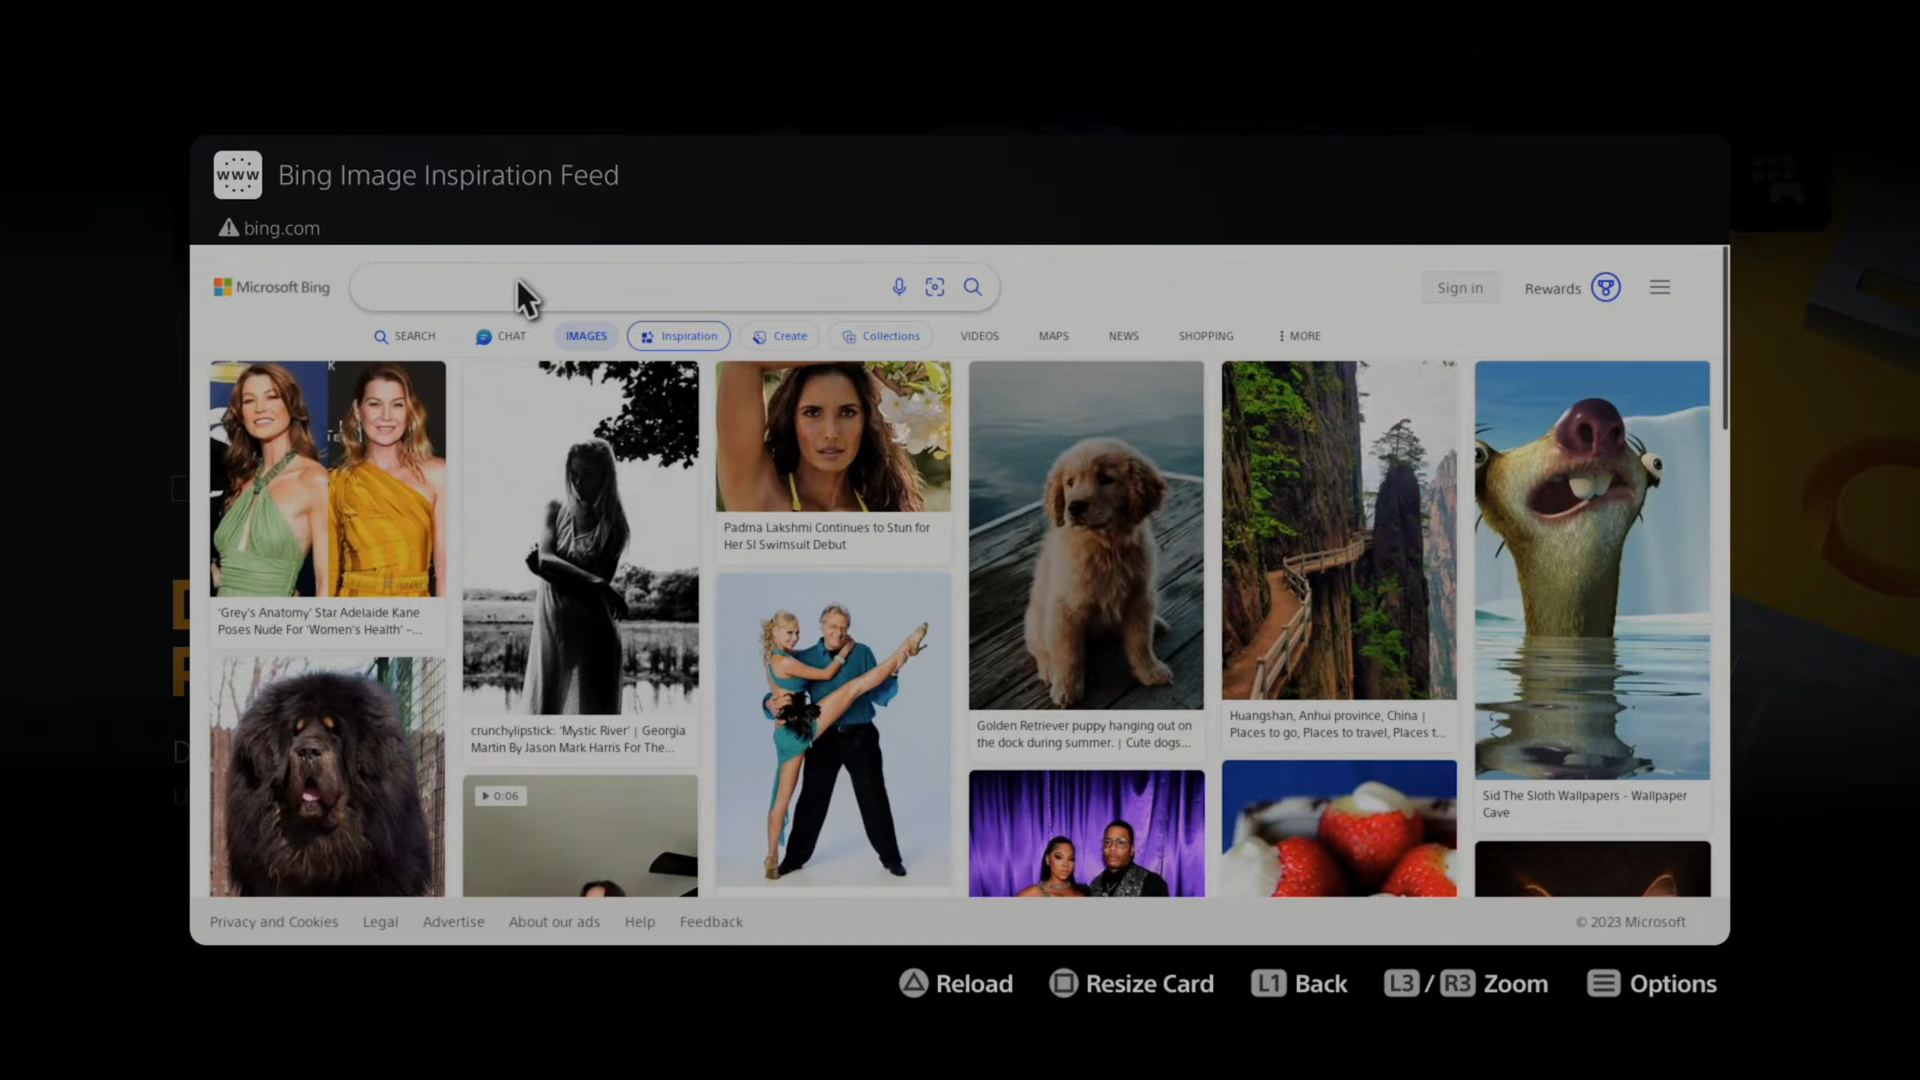 www
Bing Image Inspiration Feed
bing.com
Microsoft Bing
Sign in
Rewards
SEARCH
CHAT
IMAGES
Inspiration
Create
Collections
VIDEOS
MAPS
NEWS
SHOPPING
MORE
'Grey's Anatomy' Star Adelaide Kane
Poses Nude For 'Women's Health' –...
crunchylipstick: 'Mystic River' | Georgia
Martin By Jason Mark Harris For The...
0:06
Padma Lakshmi Continues to Stun for
Her SI Swimsuit Debut
Golden Retriever puppy hanging out on
the dock during summer. | Cute dogs...
Huangshan, Anhui province, China |
Places to go, Places to travel, Places t...
Sid The Sloth Wallpapers - Wallpaper
Cave
Privacy and Cookies
Legal
Advertise
About our ads
Help
Feedback
© 2023 Microsoft
Reload
Resize Card
L1 Back
L3 / R3 Zoom
Options